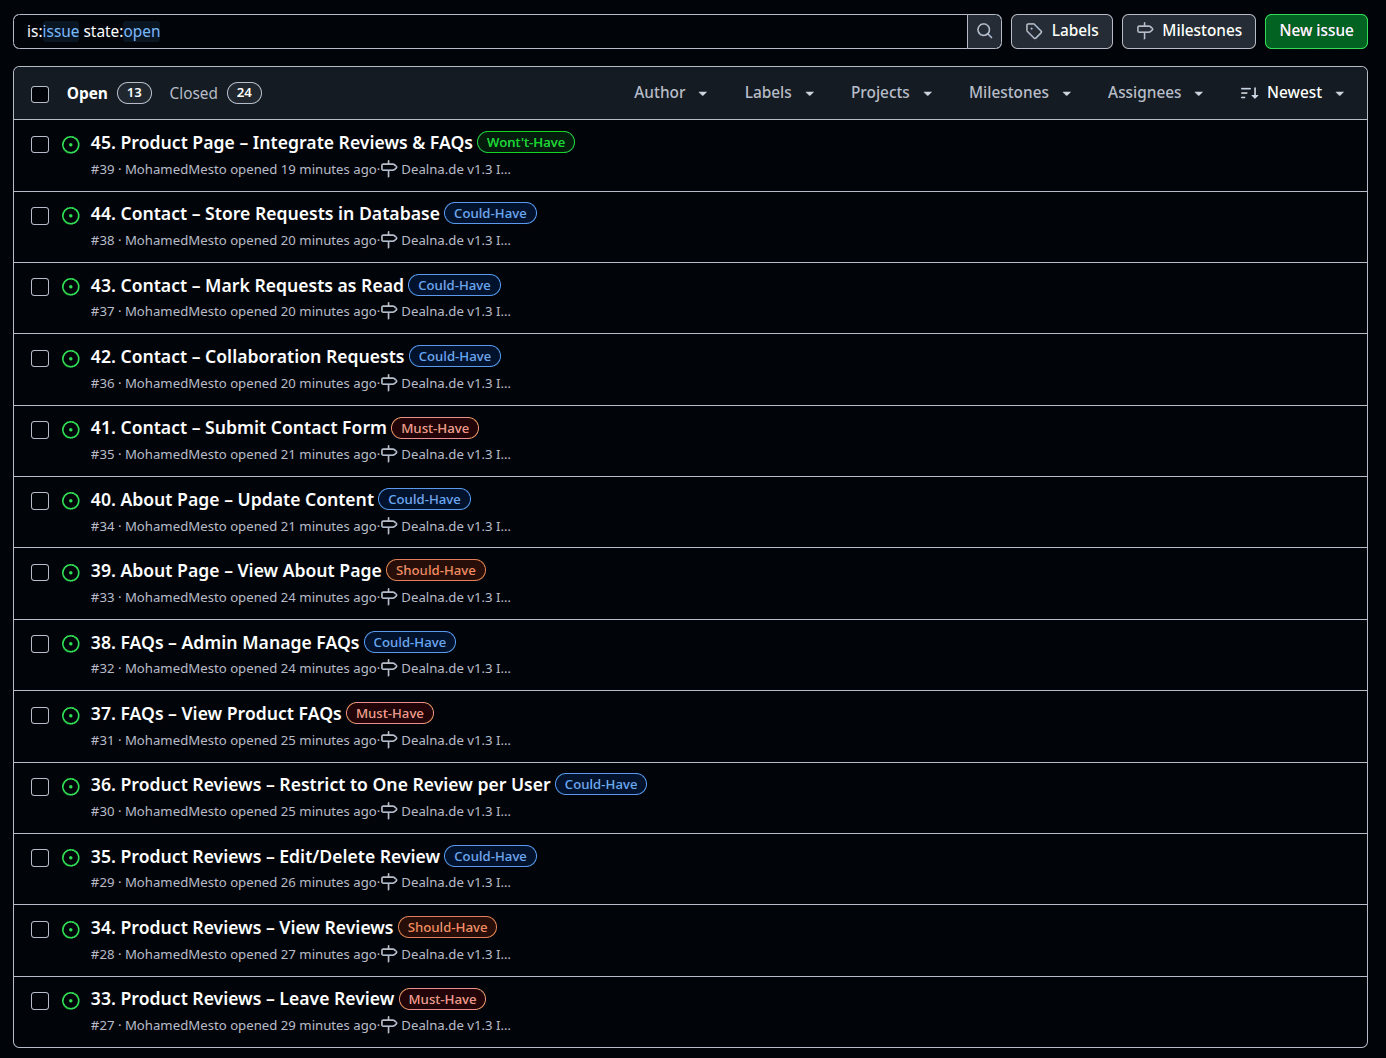 is:issue state:open
Labels
Milestones
New issue
Open 13 Closed 24 Author Labels Projects Milestones Assignees Newest
45. Product Page – Integrate Reviews & FAQs Wont't-Have
#39 · MohamedMesto opened 19 minutes ago· Dealna.de v1.3 I...
44. Contact – Store Requests in Database Could-Have
#38 · MohamedMesto opened 20 minutes ago· Dealna.de v1.3 I...
43. Contact – Mark Requests as Read Could-Have
#37 · MohamedMesto opened 20 minutes ago· Dealna.de v1.3 I...
42. Contact – Collaboration Requests Could-Have
#36 · MohamedMesto opened 20 minutes ago· Dealna.de v1.3 I...
41. Contact – Submit Contact Form Must-Have
#35 · MohamedMesto opened 21 minutes ago· Dealna.de v1.3 I...
40. About Page – Update Content Could-Have
#34 · MohamedMesto opened 21 minutes ago· Dealna.de v1.3 I...
39. About Page – View About Page Should-Have
#33 · MohamedMesto opened 24 minutes ago· Dealna.de v1.3 I...
38. FAQs – Admin Manage FAQs Could-Have
#32 · MohamedMesto opened 24 minutes ago· Dealna.de v1.3 I...
37. FAQs – View Product FAQs Must-Have
#31 · MohamedMesto opened 25 minutes ago· Dealna.de v1.3 I...
36. Product Reviews – Restrict to One Review per User Could-Have
#30 · MohamedMesto opened 25 minutes ago· Dealna.de v1.3 I...
35. Product Reviews – Edit/Delete Review Could-Have
#29 · MohamedMesto opened 26 minutes ago· Dealna.de v1.3 I...
34. Product Reviews – View Reviews Should-Have
#28 · MohamedMesto opened 27 minutes ago· Dealna.de v1.3 I...
33. Product Reviews – Leave Review Must-Have
#27 · MohamedMesto opened 29 minutes ago· Dealna.de v1.3 I...